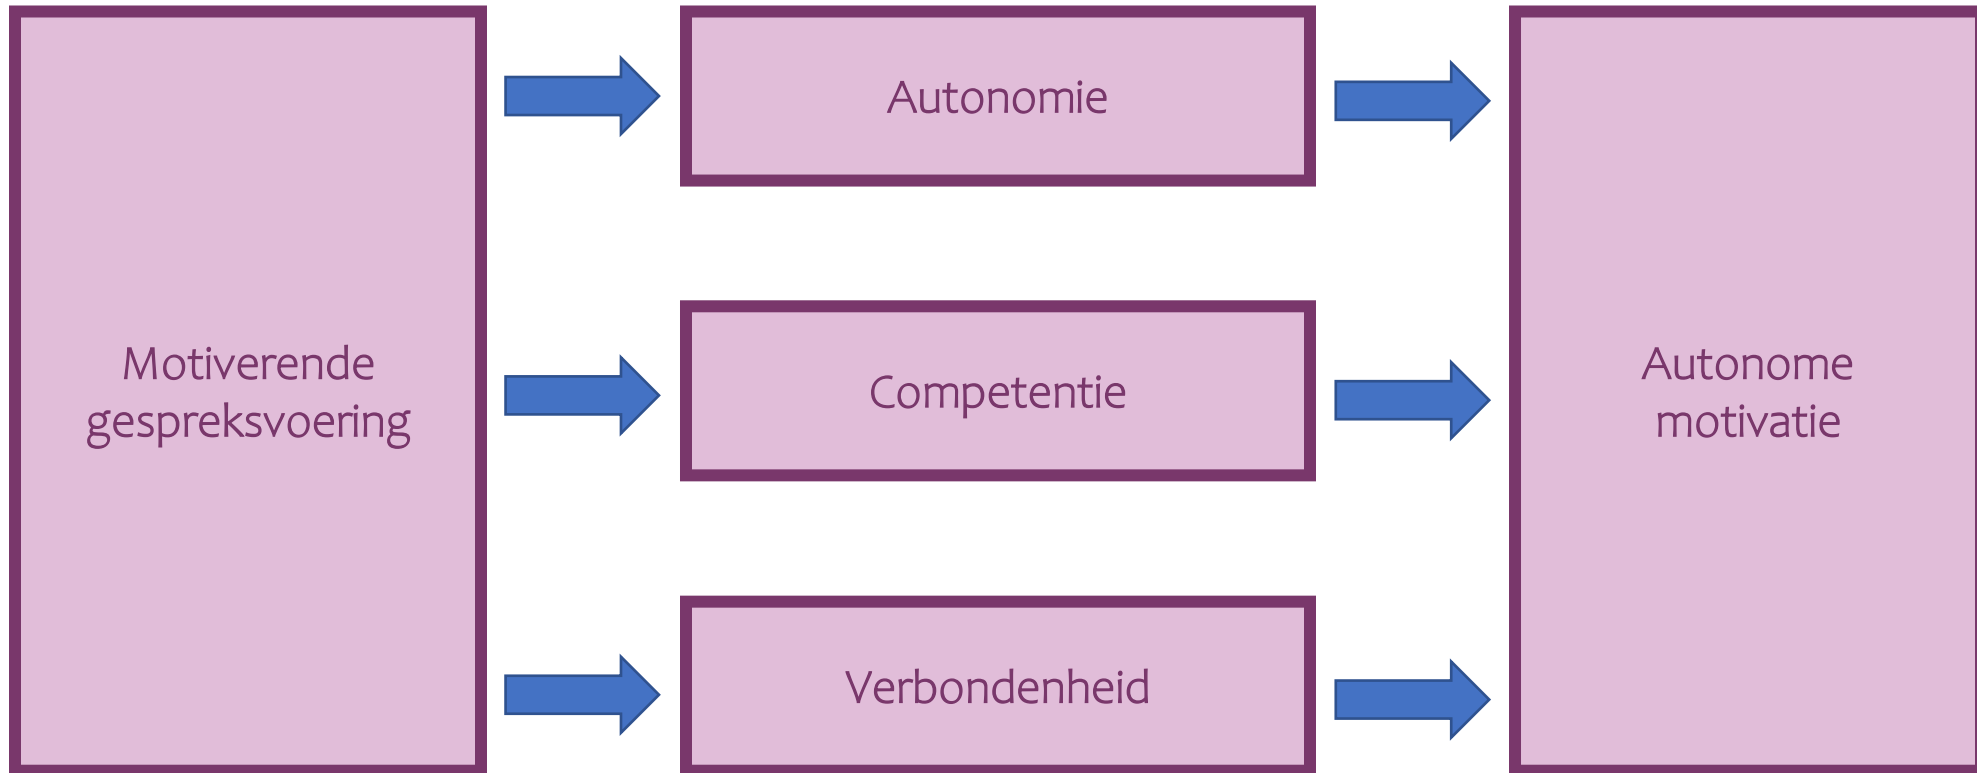 Motiverende
gespreksvoering
Autonomie
Competentie
Verbondenheid
Autonome
motivatie